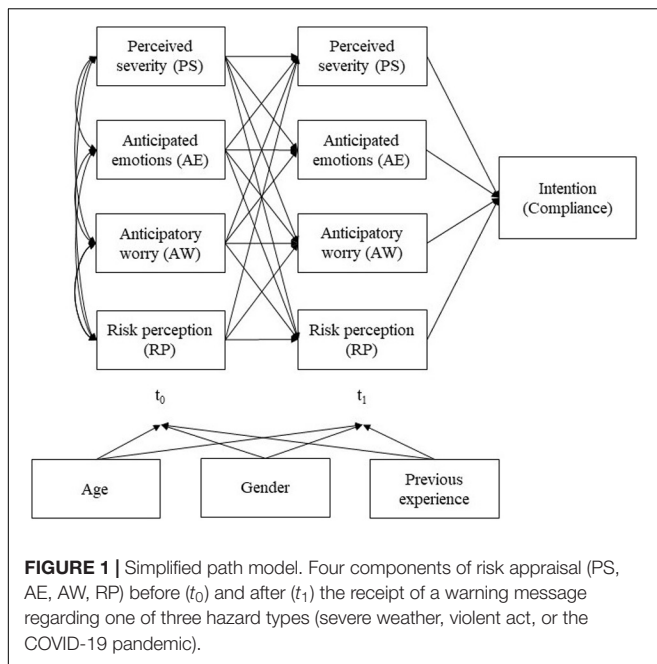 Perceived
severity (PS)
Perceived
severity (PS)
Anticipated
emotions (AE)
Anticipated
emotions (AE)
Intention
(Compliance)
Anticipatory
worry (AW)
Anticipatory
worry (AW)
Risk perception
(RP)
Risk perception
(RP)
t0
t1
Age
Gender
Previous
experience
FIGURE 1 | Simplified path model. Four components of risk appraisal (PS,
AE, AW, RP) before (t0) and after (t1) the receipt of a warning message
regarding one of three hazard types (severe weather, violent act, or the
COVID-19 pandemic).